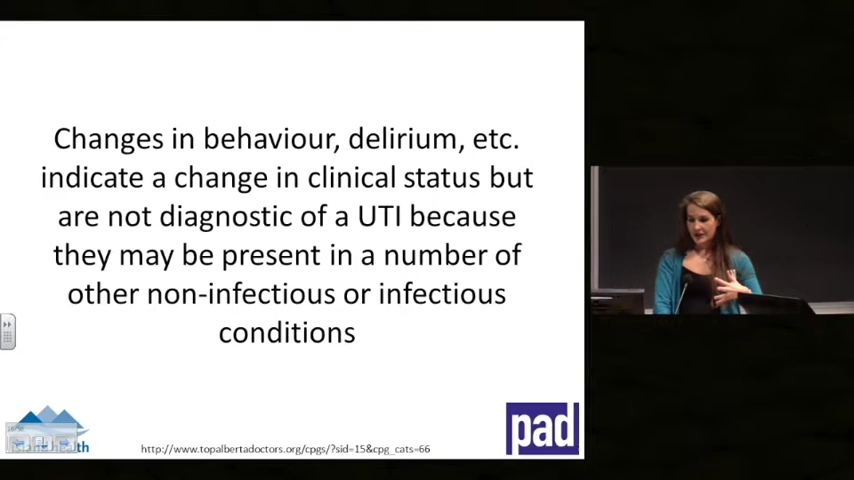 Changes in behaviour, delirium, etc.
indicate a change in clinical status but
are not diagnostic of a UTI because
they may be present in a number of
other non-infectious or infectious
conditions
pad
http://www.topalbertadoctors.org/cpgs/?sid=15&cpg_cats=66